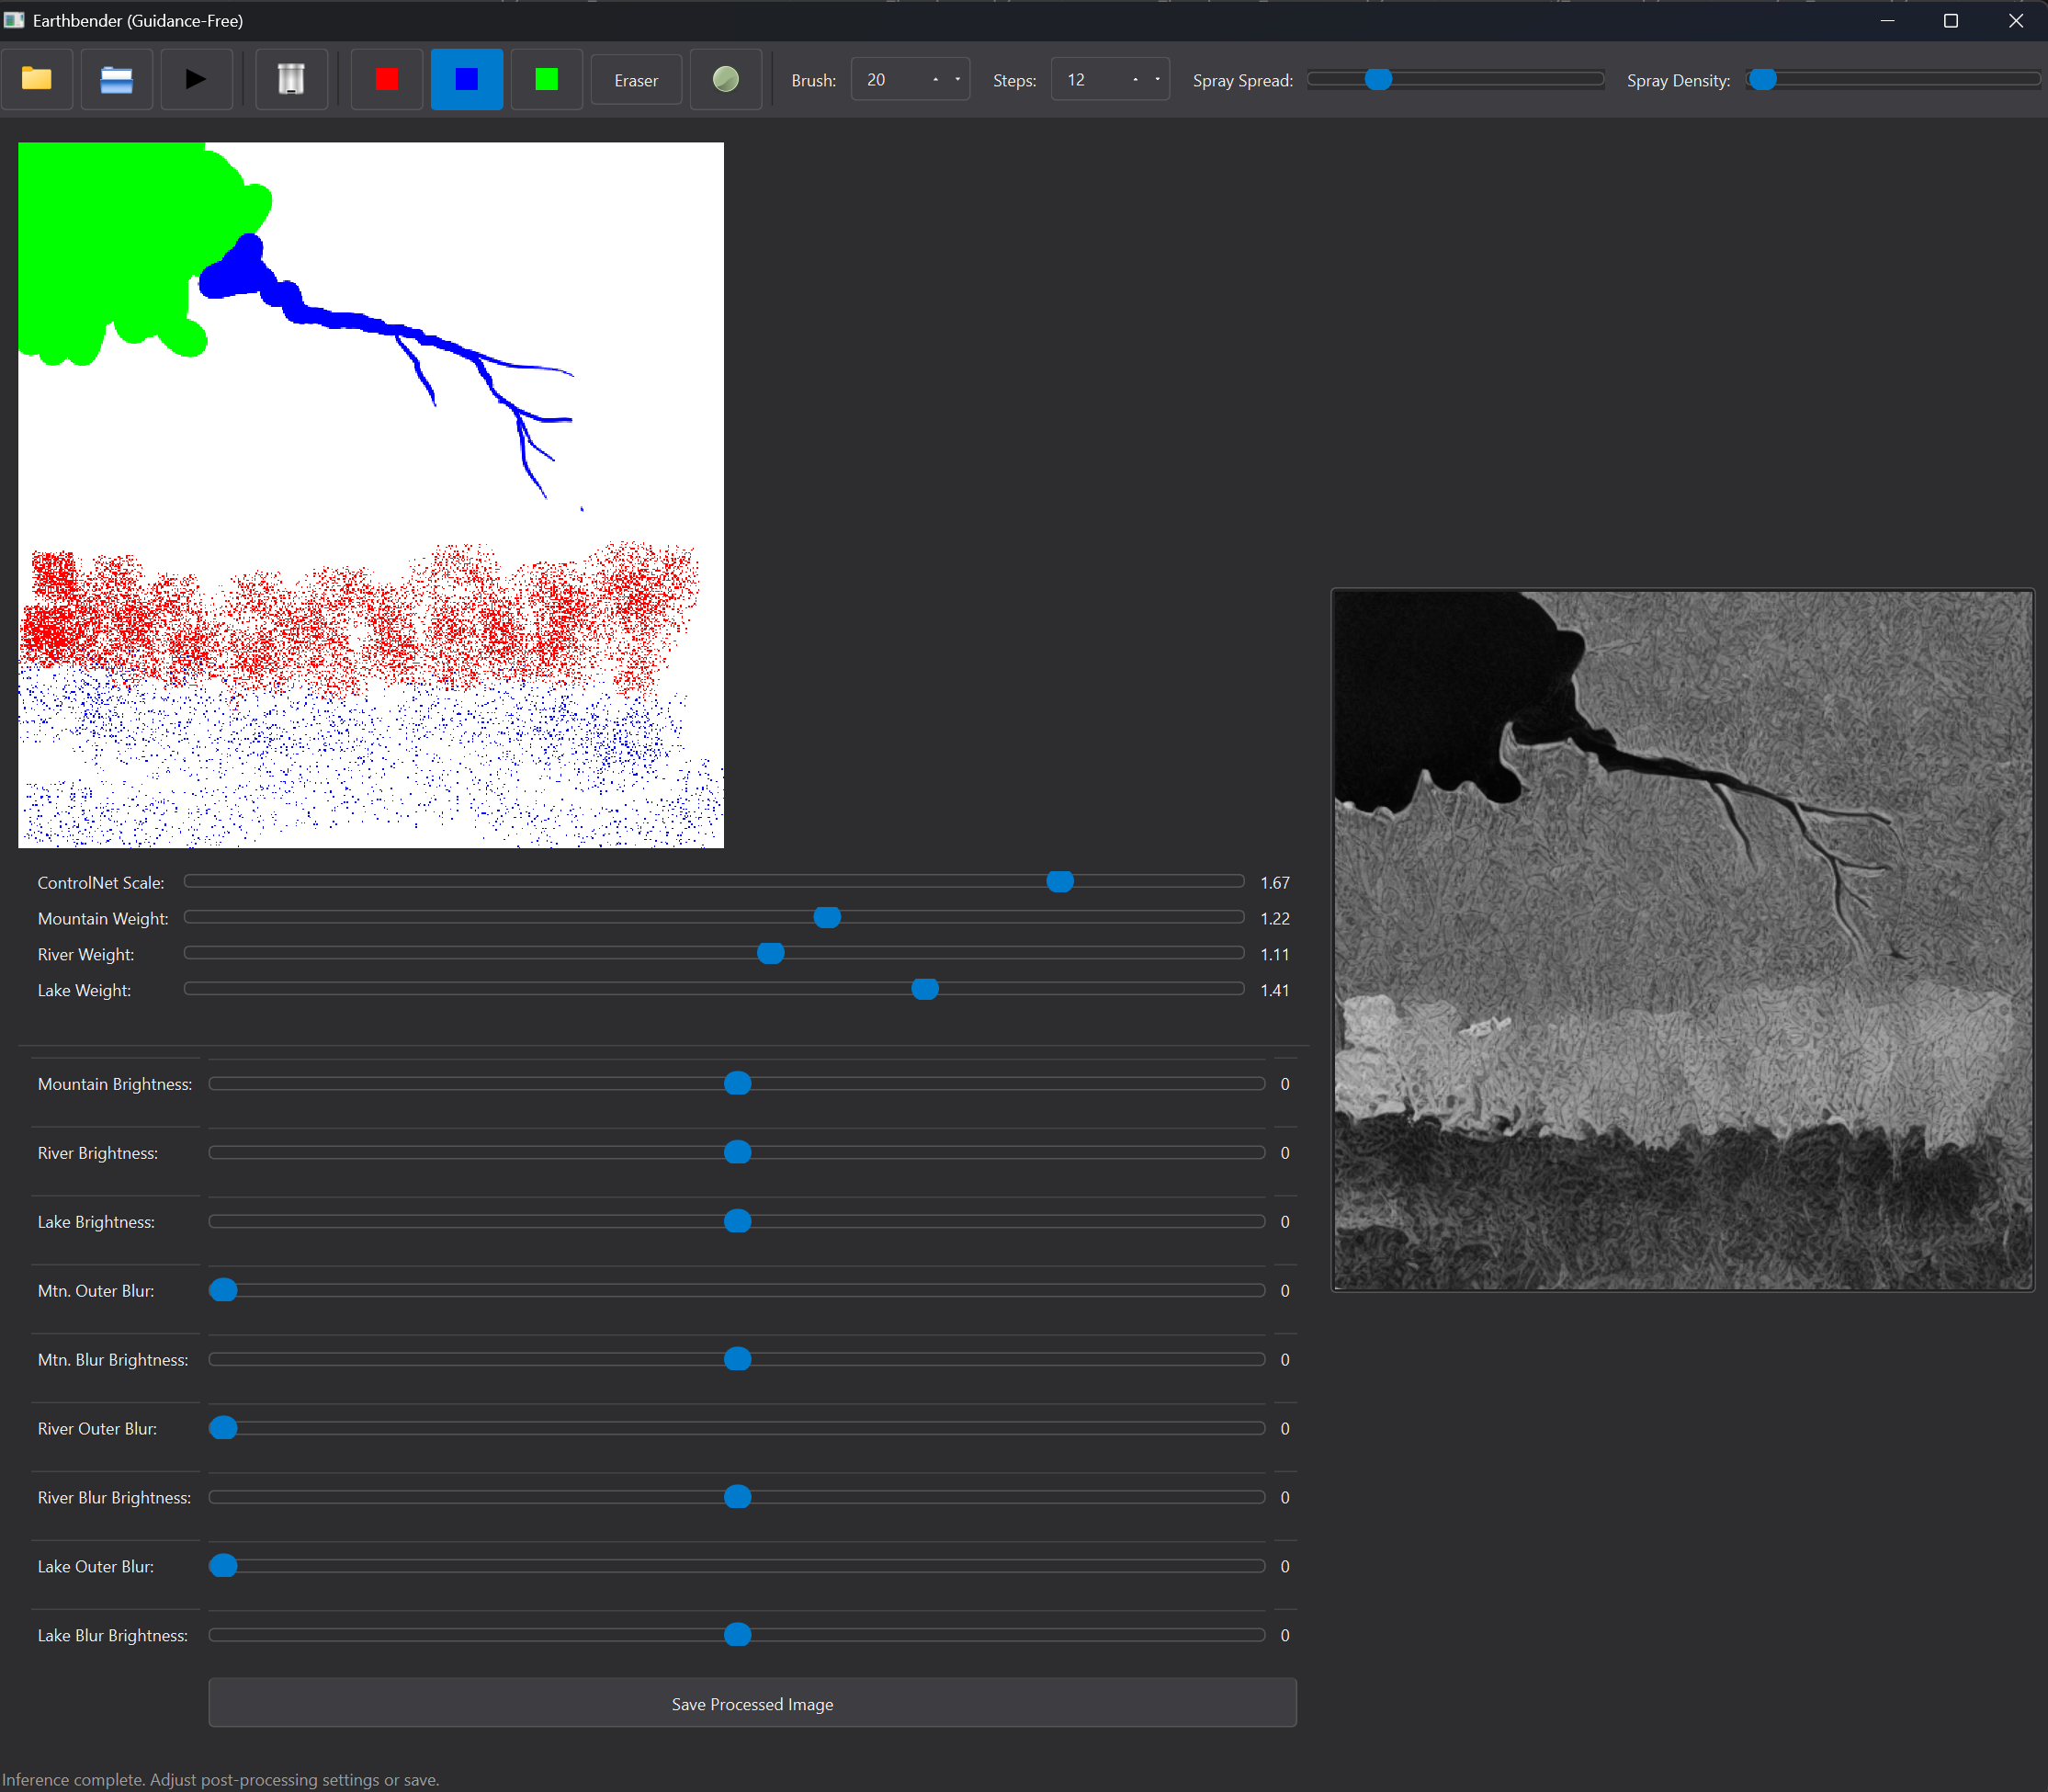 Earthbender (Guidance-Free)
Eraser Brush: 20 Steps: 12 Spray Spread: Spray Density:
ControlNet Scale: 1.67
Mountain Weight: 1.22
River Weight: 1.11
Lake Weight: 1.41
Mountain Brightness: 0
River Brightness: 0
Lake Brightness: 0
Mtn. Outer Blur: 0
Mtn. Blur Brightness: 0
River Outer Blur: 0
River Blur Brightness: 0
Lake Outer Blur: 0
Lake Blur Brightness: 0
Save Processed Image
Inference complete. Adjust post-processing settings or save.